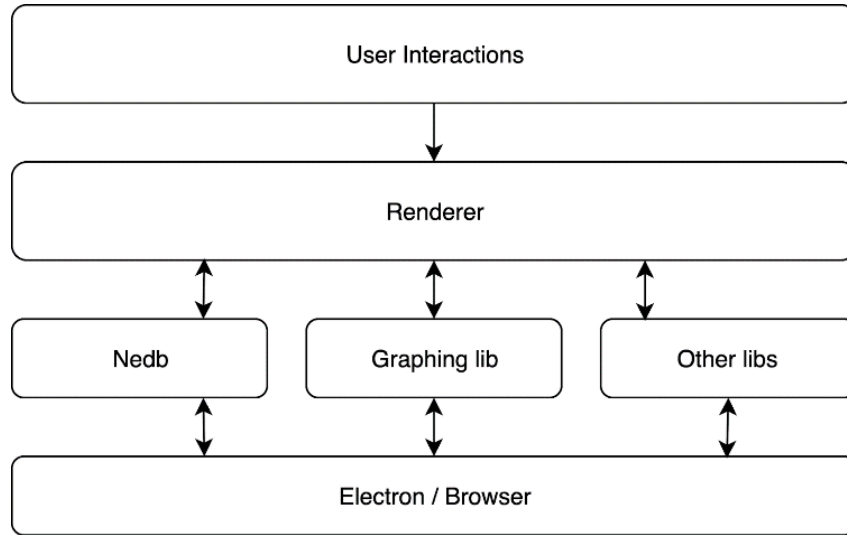 User Interactions
Renderer
Nedb
Graphing lib
Other libs
Electron / Browser